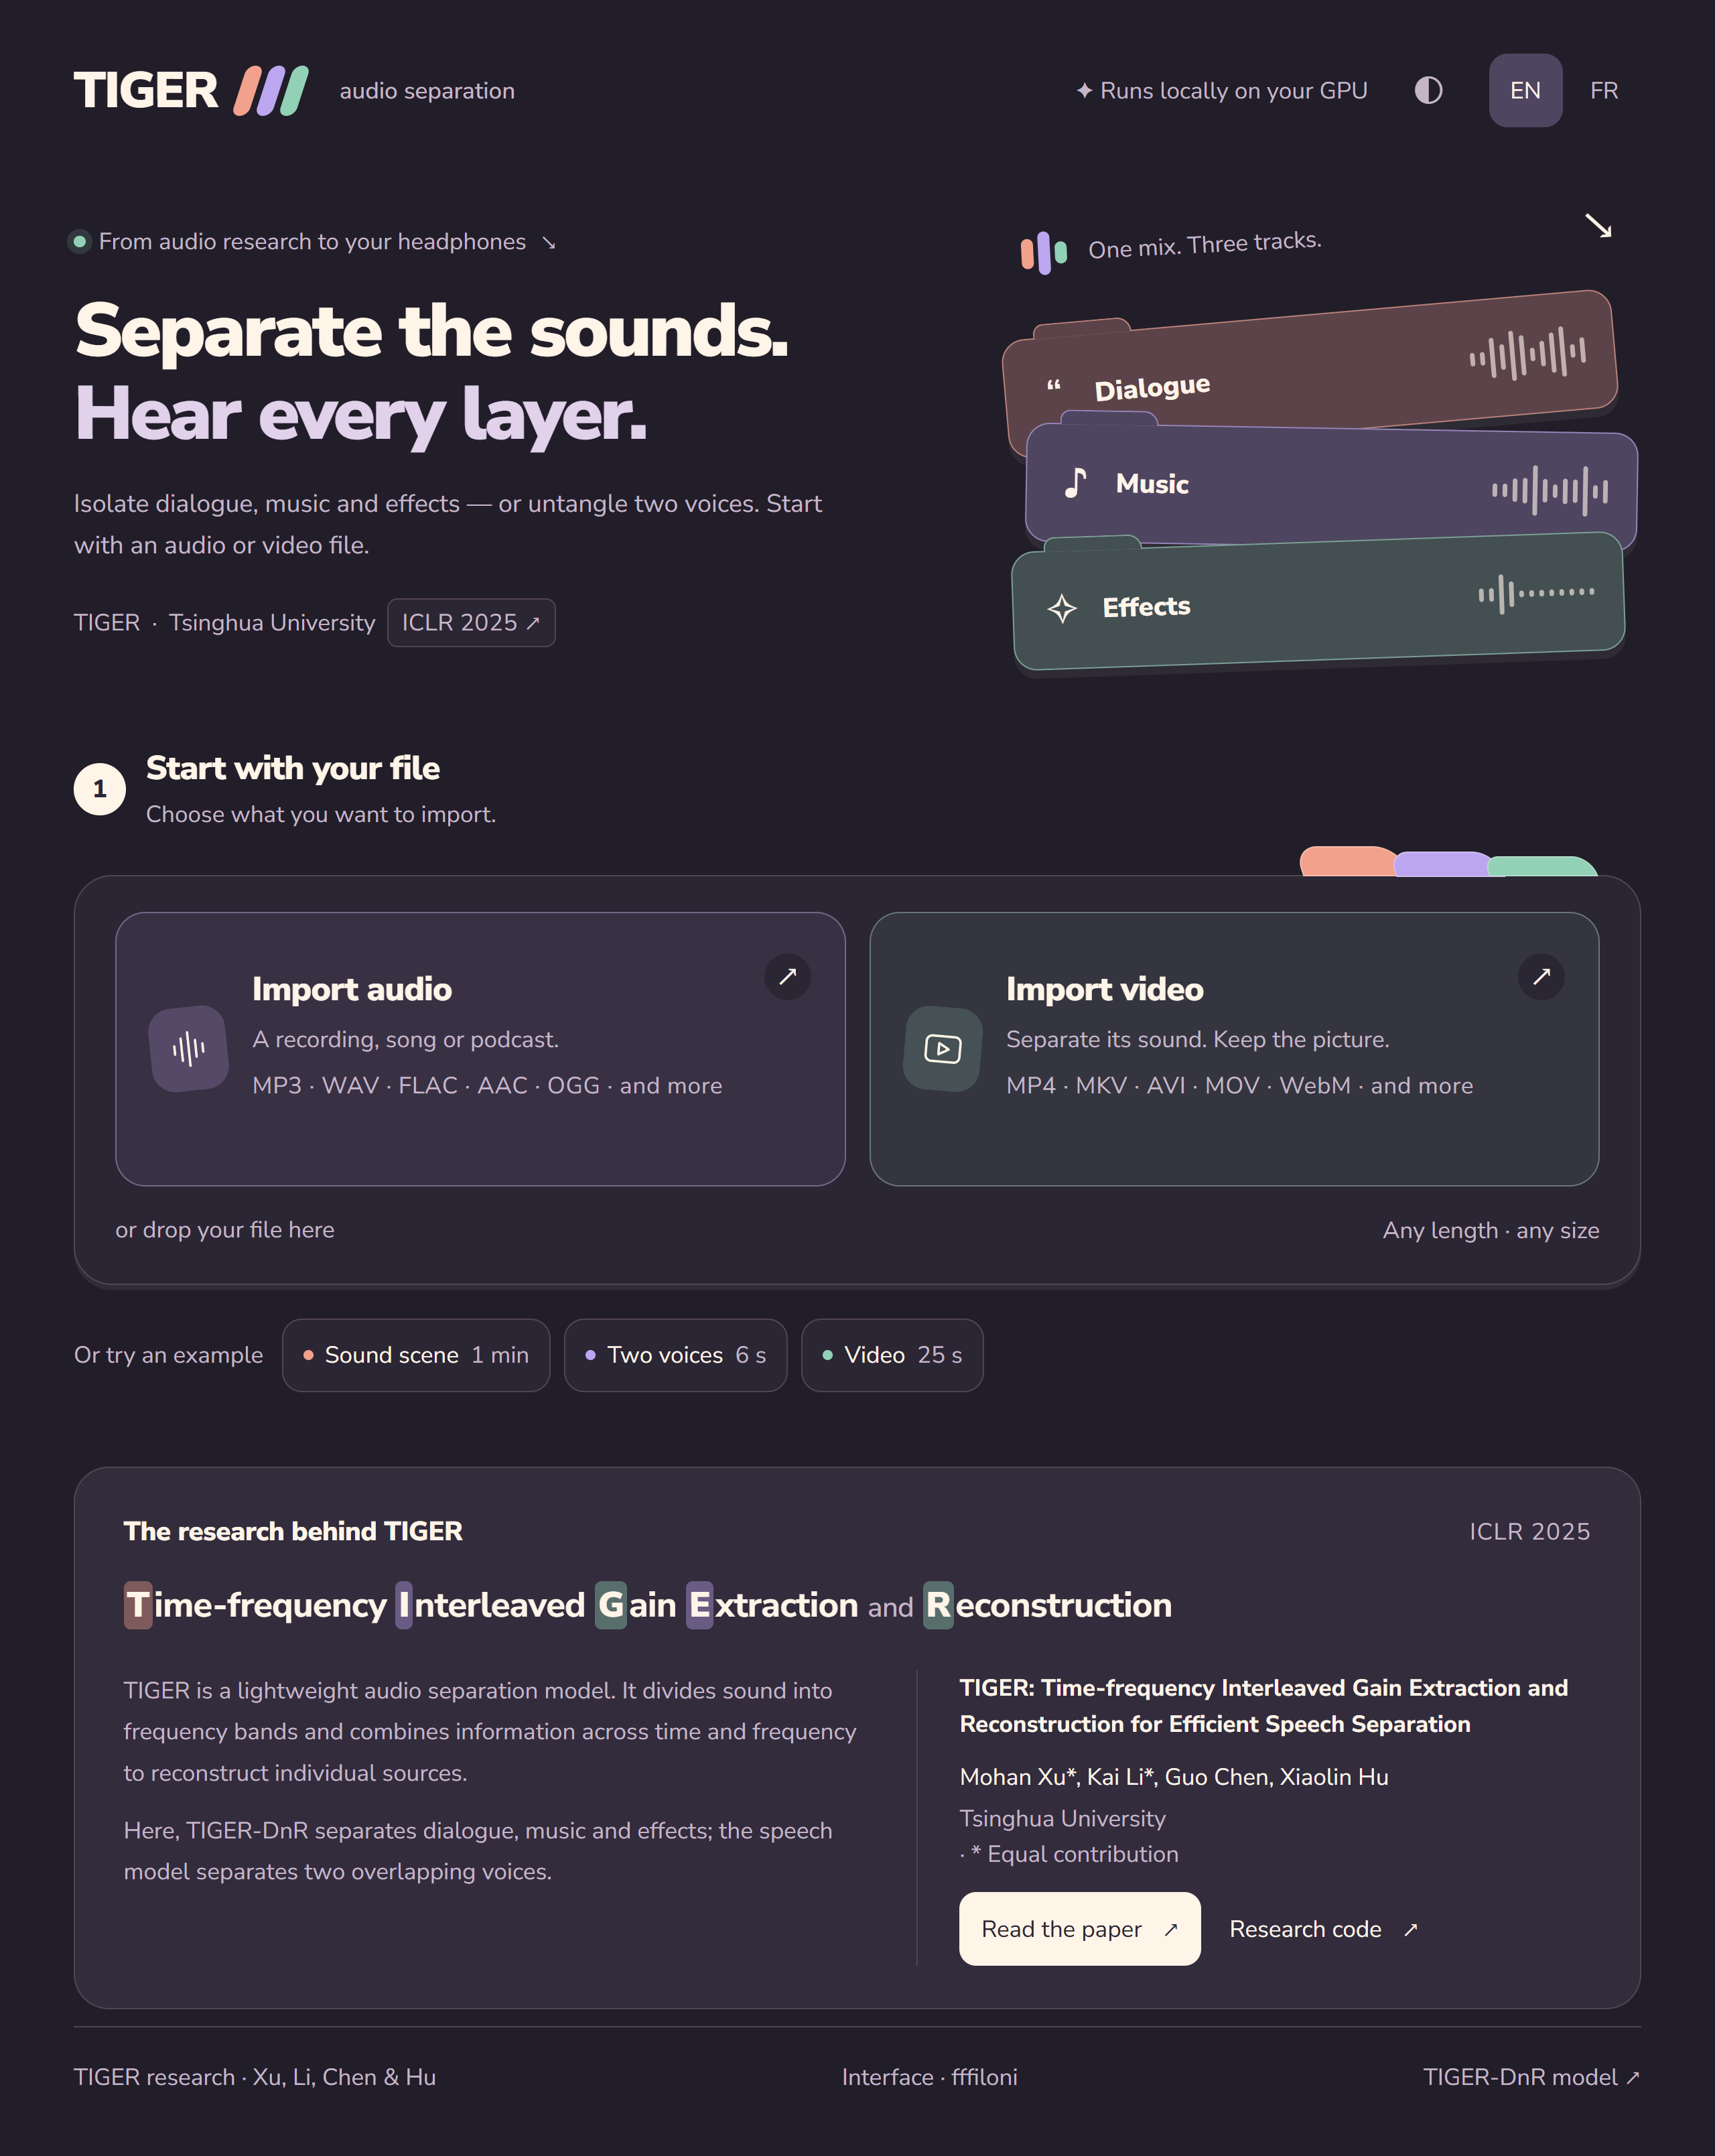 TIGER
audio separation
✦ Runs locally on your GPU
EN
FR
From audio research to your headphones ↘
Separate the sounds.
Hear every layer.
Isolate dialogue, music and effects — or untangle two voices. Start
with an audio or video file.
TIGER · Tsinghua University ICLR 2025 ↗
One mix. Three tracks.
“ Dialogue
Music
Effects
1
Start with your file
Choose what you want to import.
Import audio
A recording, song or podcast.
MP3 · WAV · FLAC · AAC · OGG · and more
Import video
Separate its sound. Keep the picture.
MP4 · MKV · AVI · MOV · WebM · and more
or drop your file here
Any length · any size
Or try an example
Sound scene 1 min
Two voices 6 s
Video 25 s
The research behind TIGER
ICLR 2025
Time-frequency Interleaved Gain Extraction and Reconstruction
TIGER is a lightweight audio separation model. It divides sound into
frequency bands and combines information across time and frequency
to reconstruct individual sources.
Here, TIGER-DnR separates dialogue, music and effects; the speech
model separates two overlapping voices.
TIGER: Time-frequency Interleaved Gain Extraction and
Reconstruction for Efficient Speech Separation
Mohan Xu*, Kai Li*, Guo Chen, Xiaolin Hu
Tsinghua University
· * Equal contribution
Read the paper ↗
Research code ↗
TIGER research · Xu, Li, Chen & Hu
Interface · fffiloni
TIGER-DnR model ↗